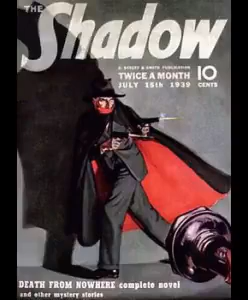 THE
Shadow
A STREET & SMITH PUBLICATION
TWICE A MONTH
JULY 15th 1939
10
CENTS
DEATH FROM NOWHERE complete novel
and other mystery stories